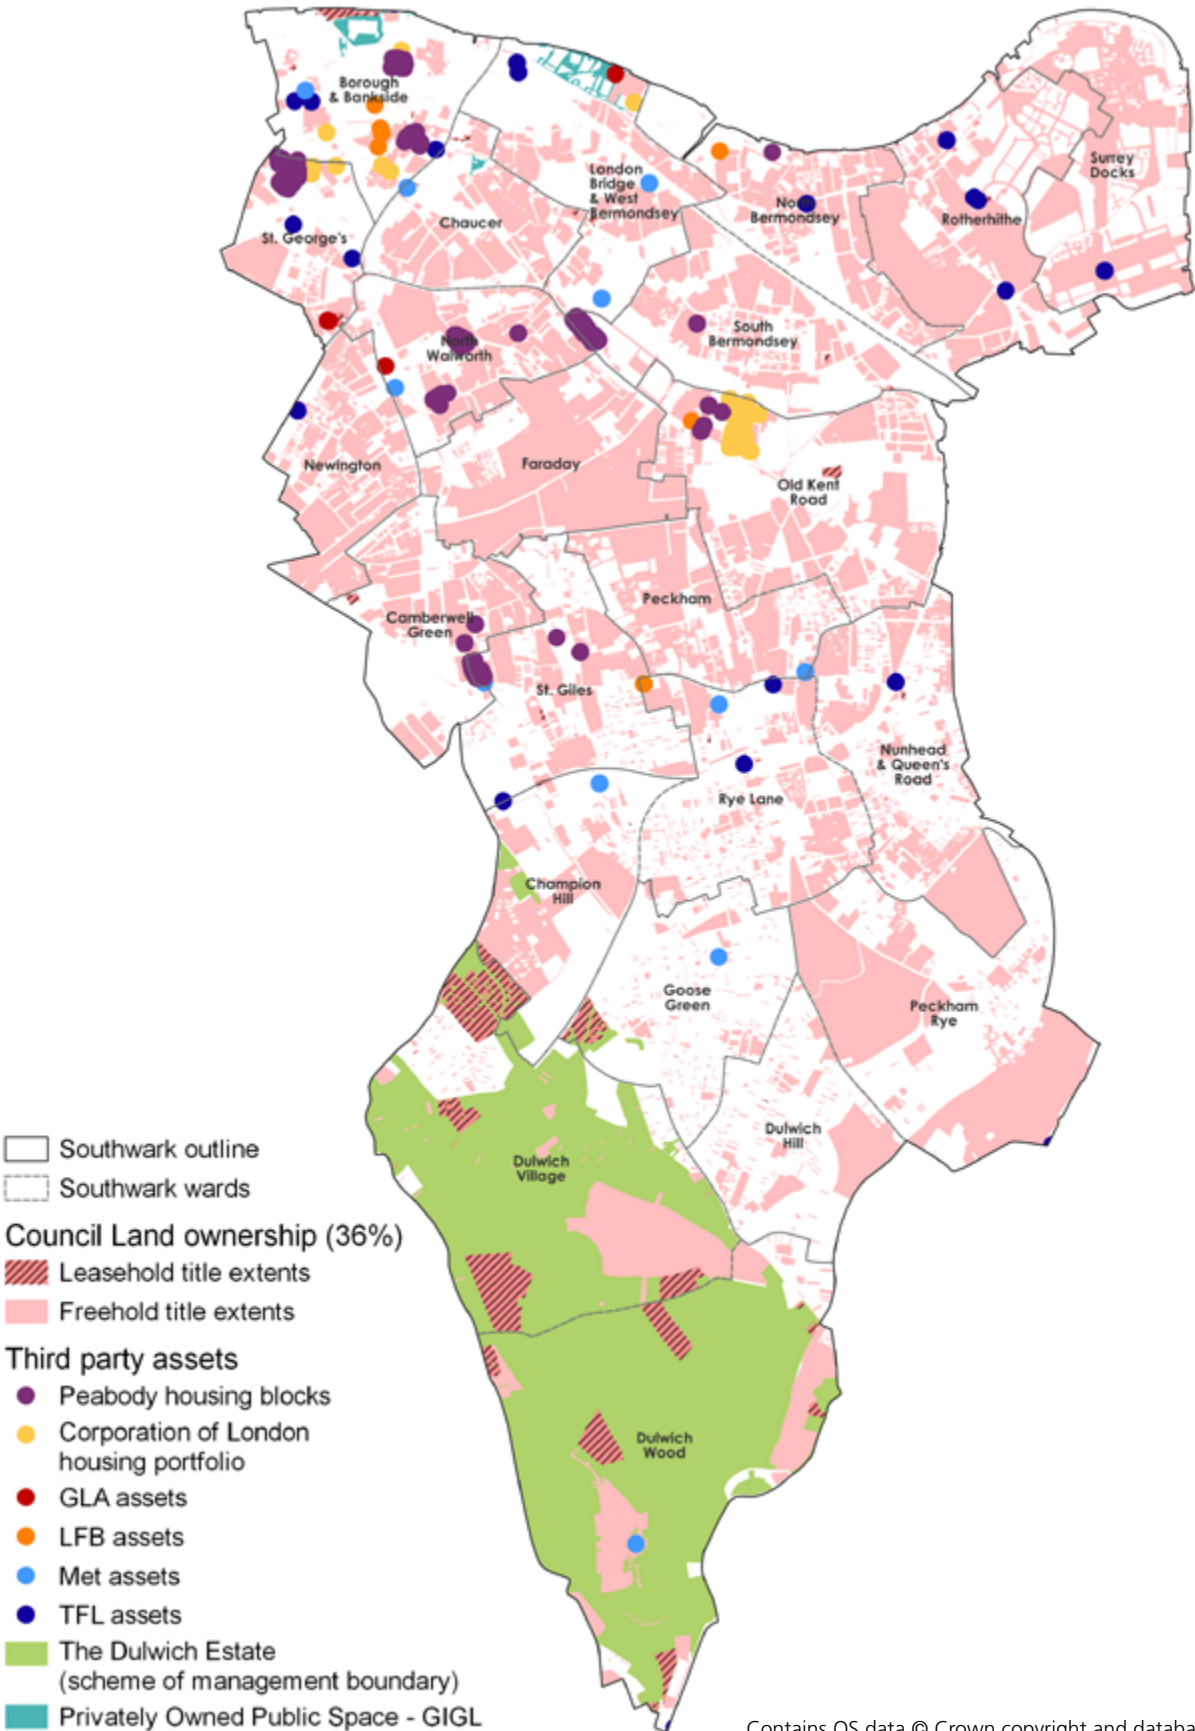 Borough
& Bankside
London
Bridge
& West
Bermondsey
Surrey
Docks
North
Bermondsey
Rotherhithe
Chaucer
St. George's
South
Bermondsey
North
Walworth
Newington
Faraday
Old Kent
Road
Peckham
Camberwell
Green
St. Giles
Nunhead
& Queen's
Road
Rye Lane
Champion
Hill
Goose
Green
Peckham
Rye
Dulwich
Hill
Dulwich
Village
Dulwich
Wood
Southwark outline
Southwark wards
Council Land ownership (36%)
Leasehold title extents
Freehold title extents
Third party assets
Peabody housing blocks
Corporation of London
housing portfolio
GLA assets
LFB assets
Met assets
TFL assets
The Dulwich Estate
(scheme of management boundary)
Privately Owned Public Space - GIGL
Contains OS data © Crown copyright and databa